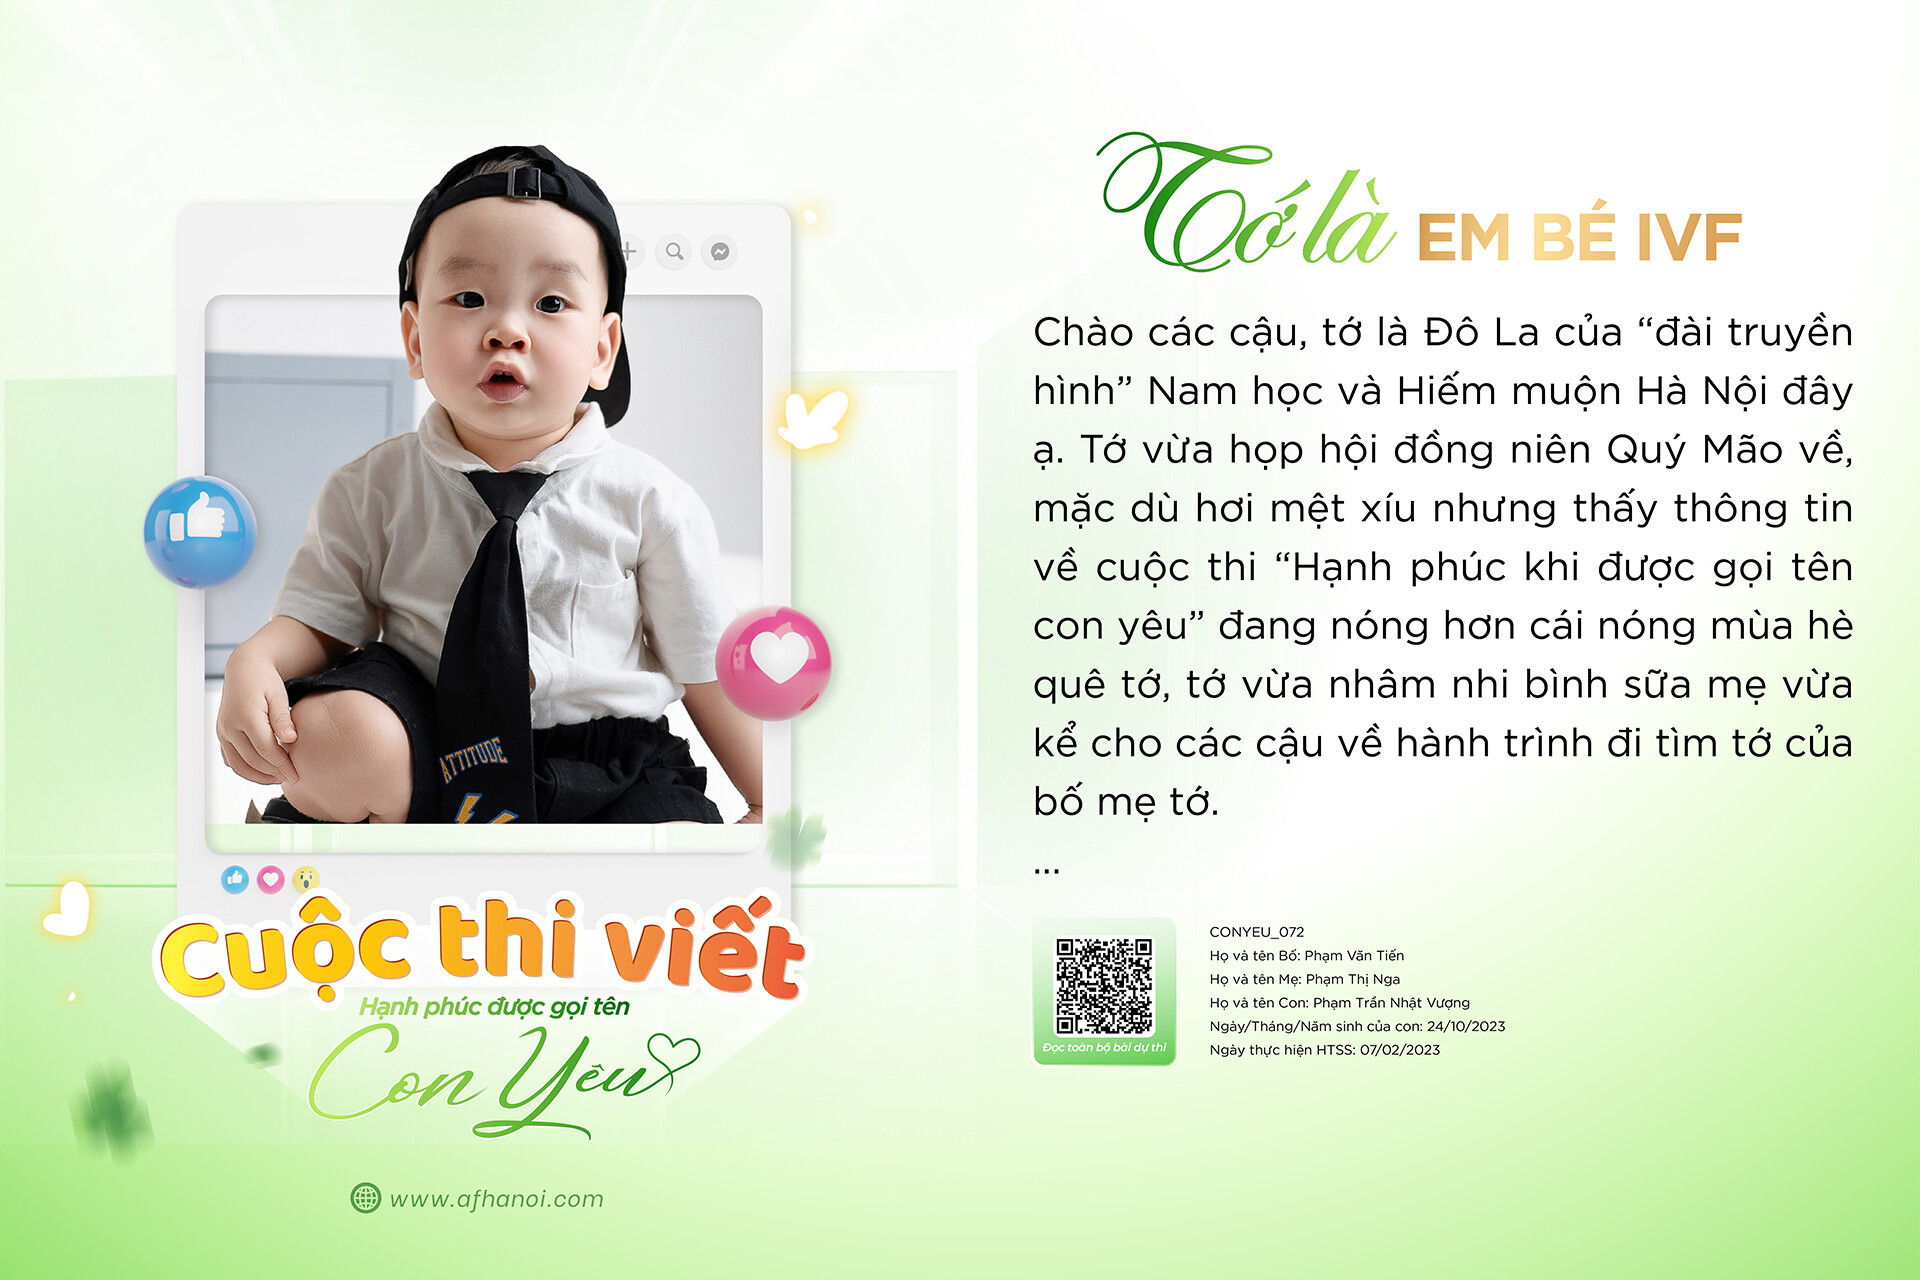 Tớ là EM BÉ IVF
Chào các cậu, tớ là Đô La của “đài truyền
hình” Nam học và Hiếm muộn Hà Nội đây
ạ. Tớ vừa họp hội đồng niên Quý Mão về,
mặc dù hơi mệt xíu nhưng thấy thông tin
về cuộc thi “Hạnh phúc khi được gọi tên
con yêu” đang nóng hơn cái nóng mùa hè
quê tớ, tớ vừa nhâm nhi bình sữa mẹ vừa
kể cho các cậu về hành trình đi tìm tớ của
bố mẹ tớ.
...
ATTITUDE
Cuộc thi viết
Hạnh phúc được gọi tên
Con Yêu
www.afhanoi.com
Đọc toàn bộ bài dự thi
CONYEU_072
Họ và tên Bố: Phạm Văn Tiến
Họ và tên Mẹ: Phạm Thị Nga
Họ và tên Con: Phạm Trần Nhật Vượng
Ngày/Tháng/Năm sinh của con: 24/10/2023
Ngày thực hiện HTSS: 07/02/2023